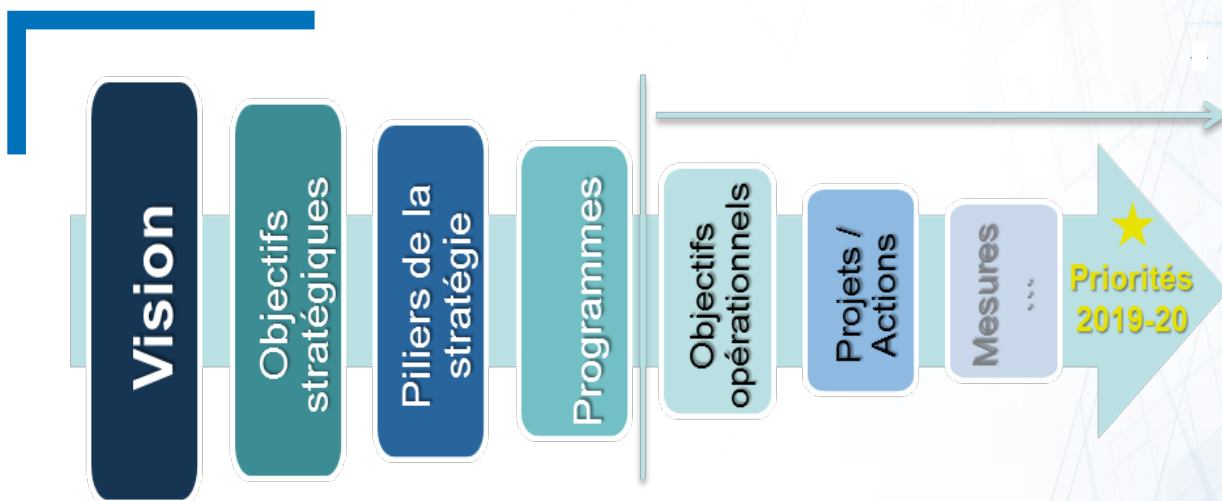 Vision
Objectifs
stratégiques
Piliers de la
stratégie
Programmes
Objectifs
opérationnels
Projets /
Actions
Mesures
...
Priorités
2019-20